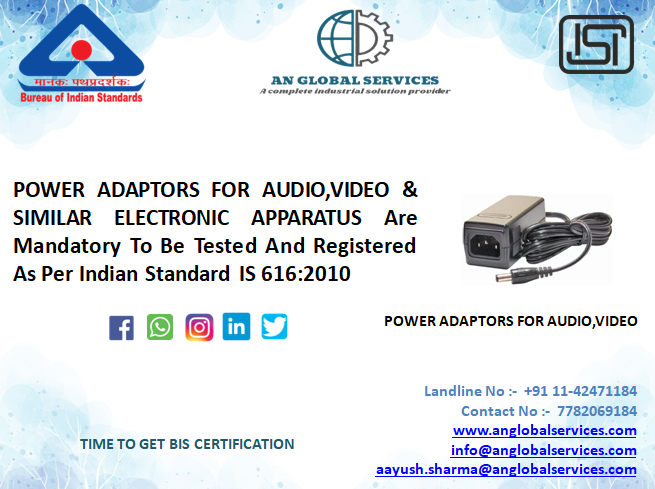 मानकः पथप्रदर्शकः
Bureau of Indian Standards
AN GLOBAL SERVICES
A complete industrial solution provider
ISI
POWER ADAPTORS FOR AUDIO,VIDEO &
SIMILAR ELECTRONIC APPARATUS Are
Mandatory To Be Tested And Registered
As Per Indian Standard IS 616:2010
POWER ADAPTORS FOR AUDIO,VIDEO
Landline No :- +91 11-42471184
Contact No :- 7782069184
www.anglobalservices.com
info@anglobalservices.com
aayush.sharma@anglobalservices.com
TIME TO GET BIS CERTIFICATION